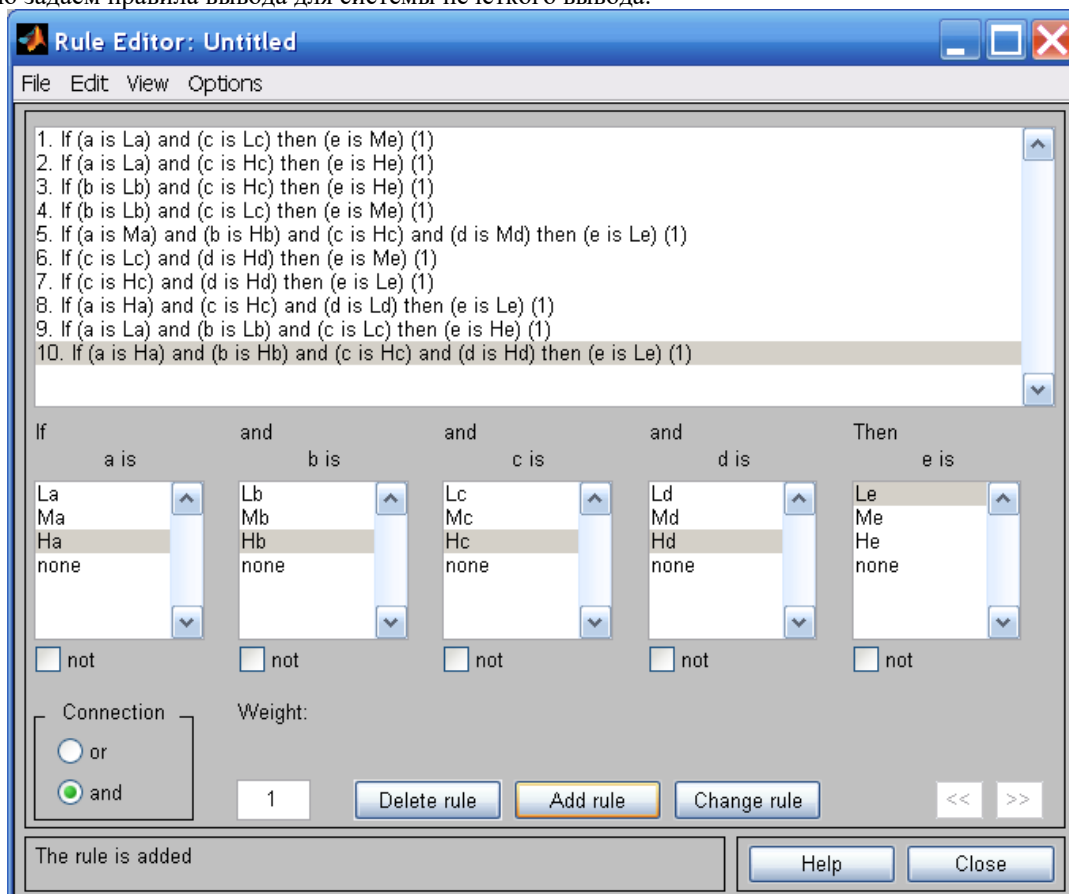 но задаем правила вывода для системы нечеткого вывода.
Rule Editor: Untitled
File Edit View Options
1. If (a is La) and (c is Lc) then (e is Me) (1)
2. If (a is La) and (c is Hc) then (e is He) (1)
3. If (b is Lb) and (c is Hc) then (e is He) (1)
4. If (b is Lb) and (c is Lc) then (e is Me) (1)
5. If (a is Ma) and (b is Hb) and (c is Hc) and (d is Md) then (e is Le) (1)
6. If (c is Lc) and (d is Hd) then (e is Me) (1)
7. If (c is Hc) and (d is Hd) then (e is Le) (1)
8. If (a is Ha) and (c is Hc) and (d is Ld) then (e is Le) (1)
9. If (a is La) and (b is Lb) and (c is Lc) then (e is He) (1)
10. If (a is Ha) and (b is Hb) and (c is Hc) and (d is Hd) then (e is Le) (1)
If and and and Then
a is b is c is d is e is
La Lb Lc Ld Le
Ma Mb Mc Md Me
Ha Hb Hc Hd He
none none none none none
not not not not not
Connection Weight:
or
and 1 Delete rule Add rule Change rule << >>
The rule is added Help Close